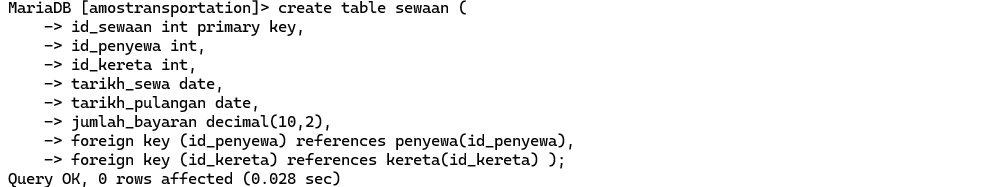 MariaDB [amostransportation]> create table sewaan (
    -> id_sewaan int primary key,
    -> id_penyewa int,
    -> id_kereta int,
    -> tarikh_sewa date,
    -> tarikh_pulangan date,
    -> jumlah_bayaran decimal(10,2),
    -> foreign key (id_penyewa) references penyewa(id_penyewa),
    -> foreign key (id_kereta) references kereta(id_kereta) );
Query OK, 0 rows affected (0.028 sec)